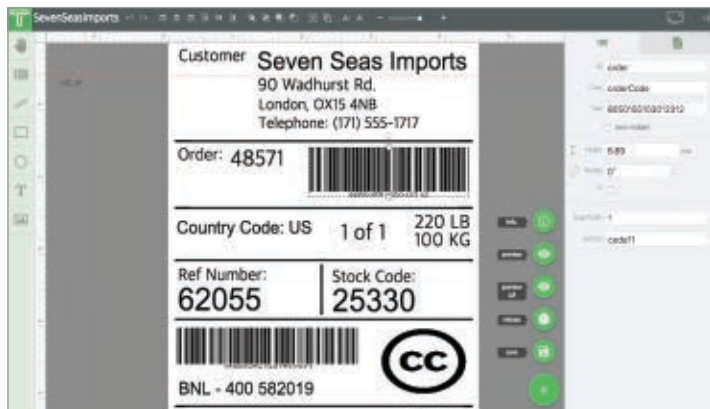 SevenSeasImports
Customer Seven Seas Imports
90 Wadhurst Rd.
London, OX15 4NB
Telephone: (171) 555-1717
Order: 48571
Country Code: US 1 of 1 220 LB
100 KG
Ref Number: Stock Code:
62055 25330
CC
BNL - 400 582019
order
orderCode
0°
1
code11
T